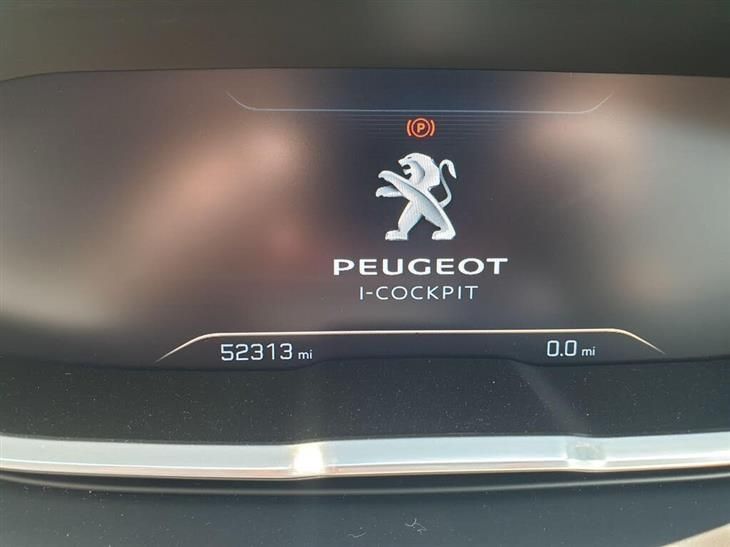 (P)
PEUGEOT
I-COCKPIT
52313 mi
0.0 mi